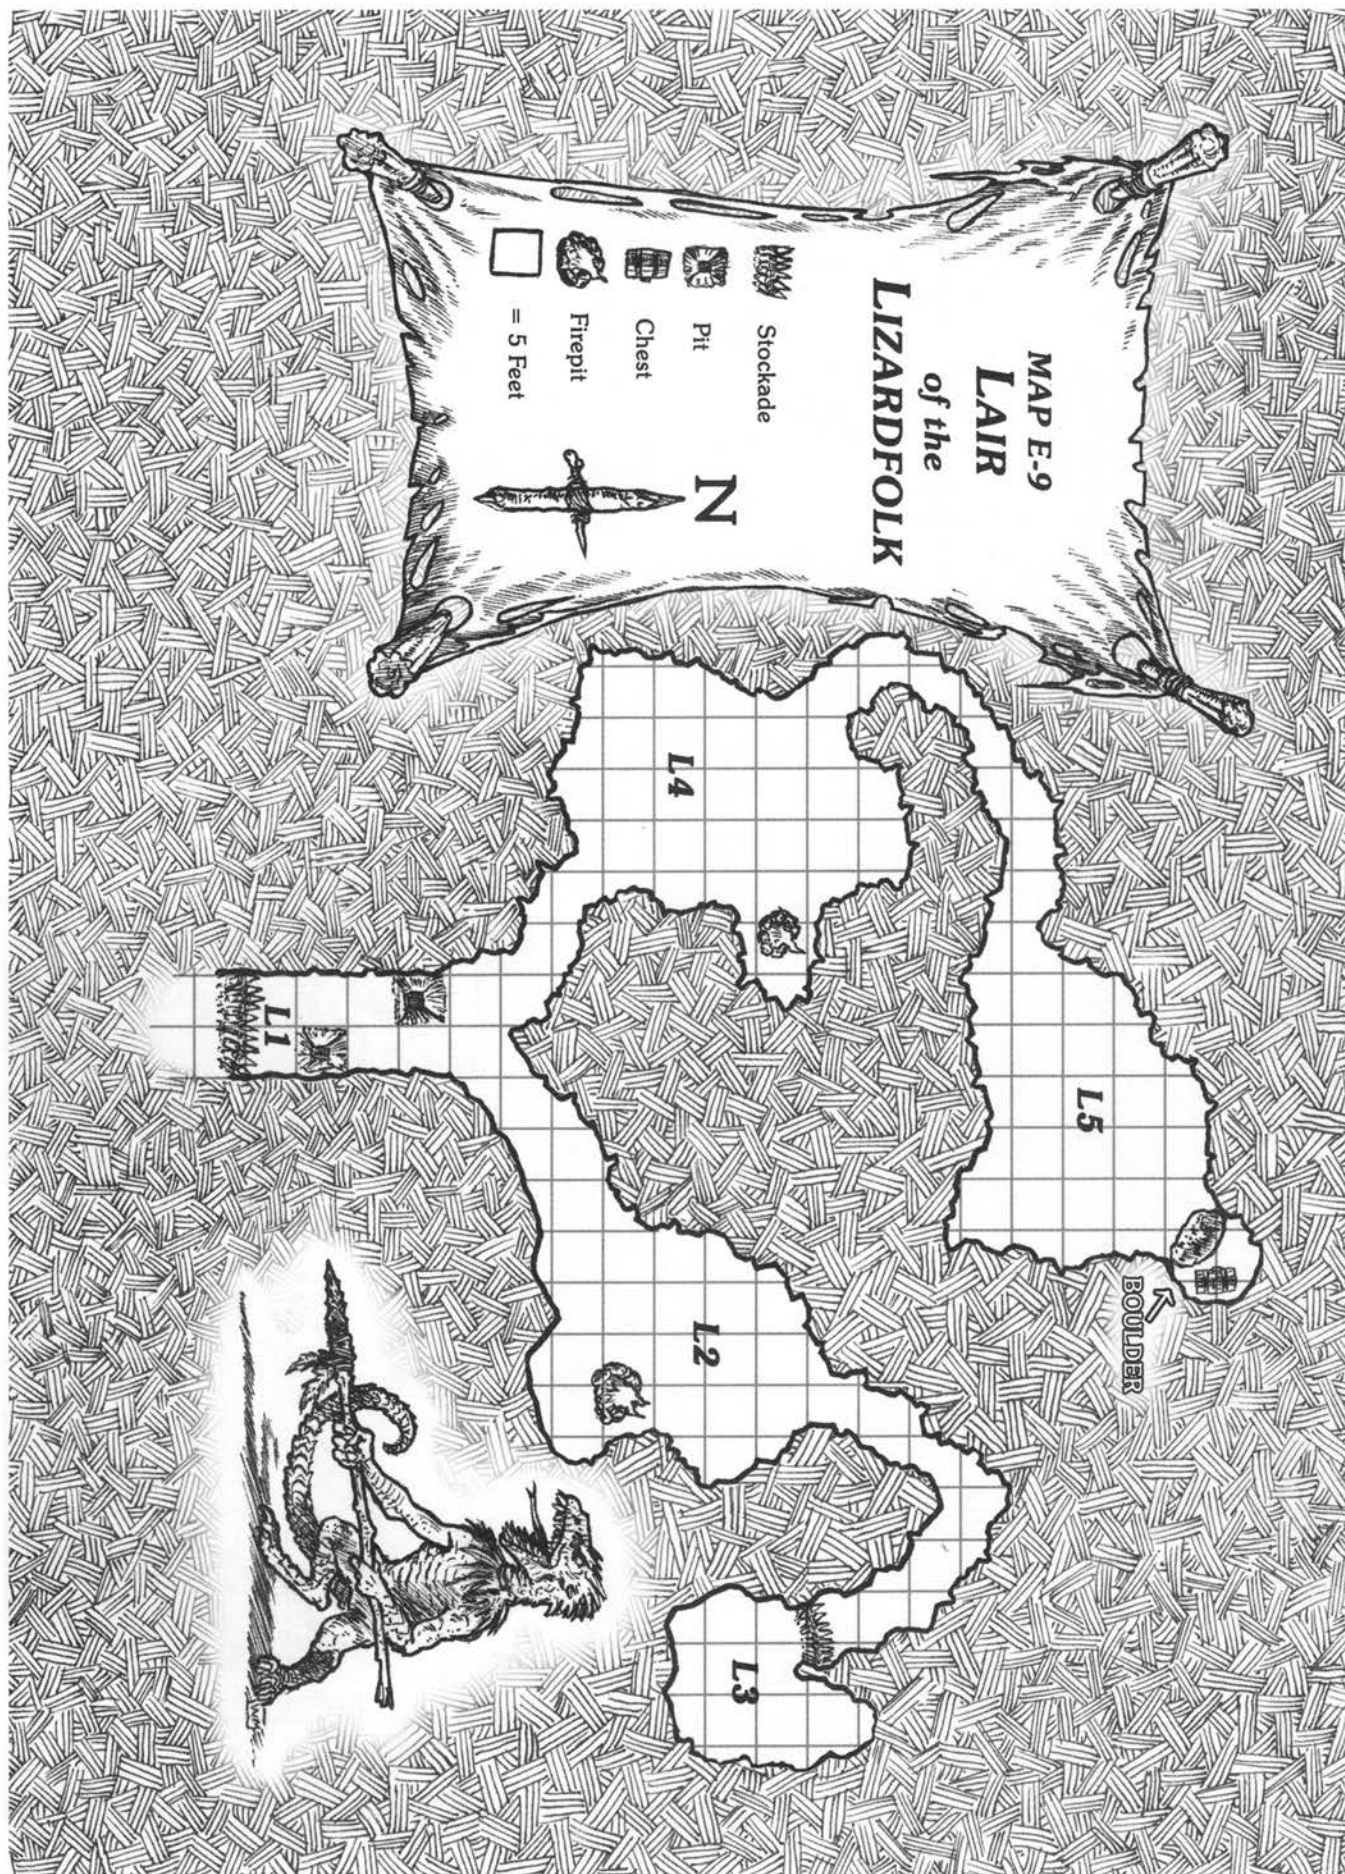 MAP E-9
LAIR
of the
LIZARDFOLK
Stockade
Pit
Chest
Firepit
= 5 Feet
N
L5
BOULDER
L4
L2
L3
L1